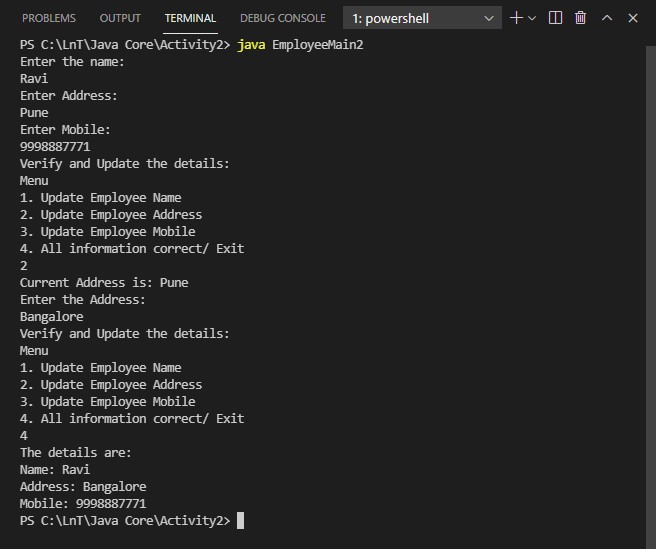 PROBLEMS OUTPUT TERMINAL DEBUG CONSOLE 1: powershell
PS C:\LnT\Java Core\Activity2> java EmployeeMain2
Enter the name:
Ravi
Enter Address:
Pune
Enter Mobile:
9998887771
Verify and Update the details:
Menu
1. Update Employee Name
2. Update Employee Address
3. Update Employee Mobile
4. All information correct/ Exit
2
Current Address is: Pune
Enter the Address:
Bangalore
Verify and Update the details:
Menu
1. Update Employee Name
2. Update Employee Address
3. Update Employee Mobile
4. All information correct/ Exit
4
The details are:
Name: Ravi
Address: Bangalore
Mobile: 9998887771
PS C:\LnT\Java Core\Activity2>